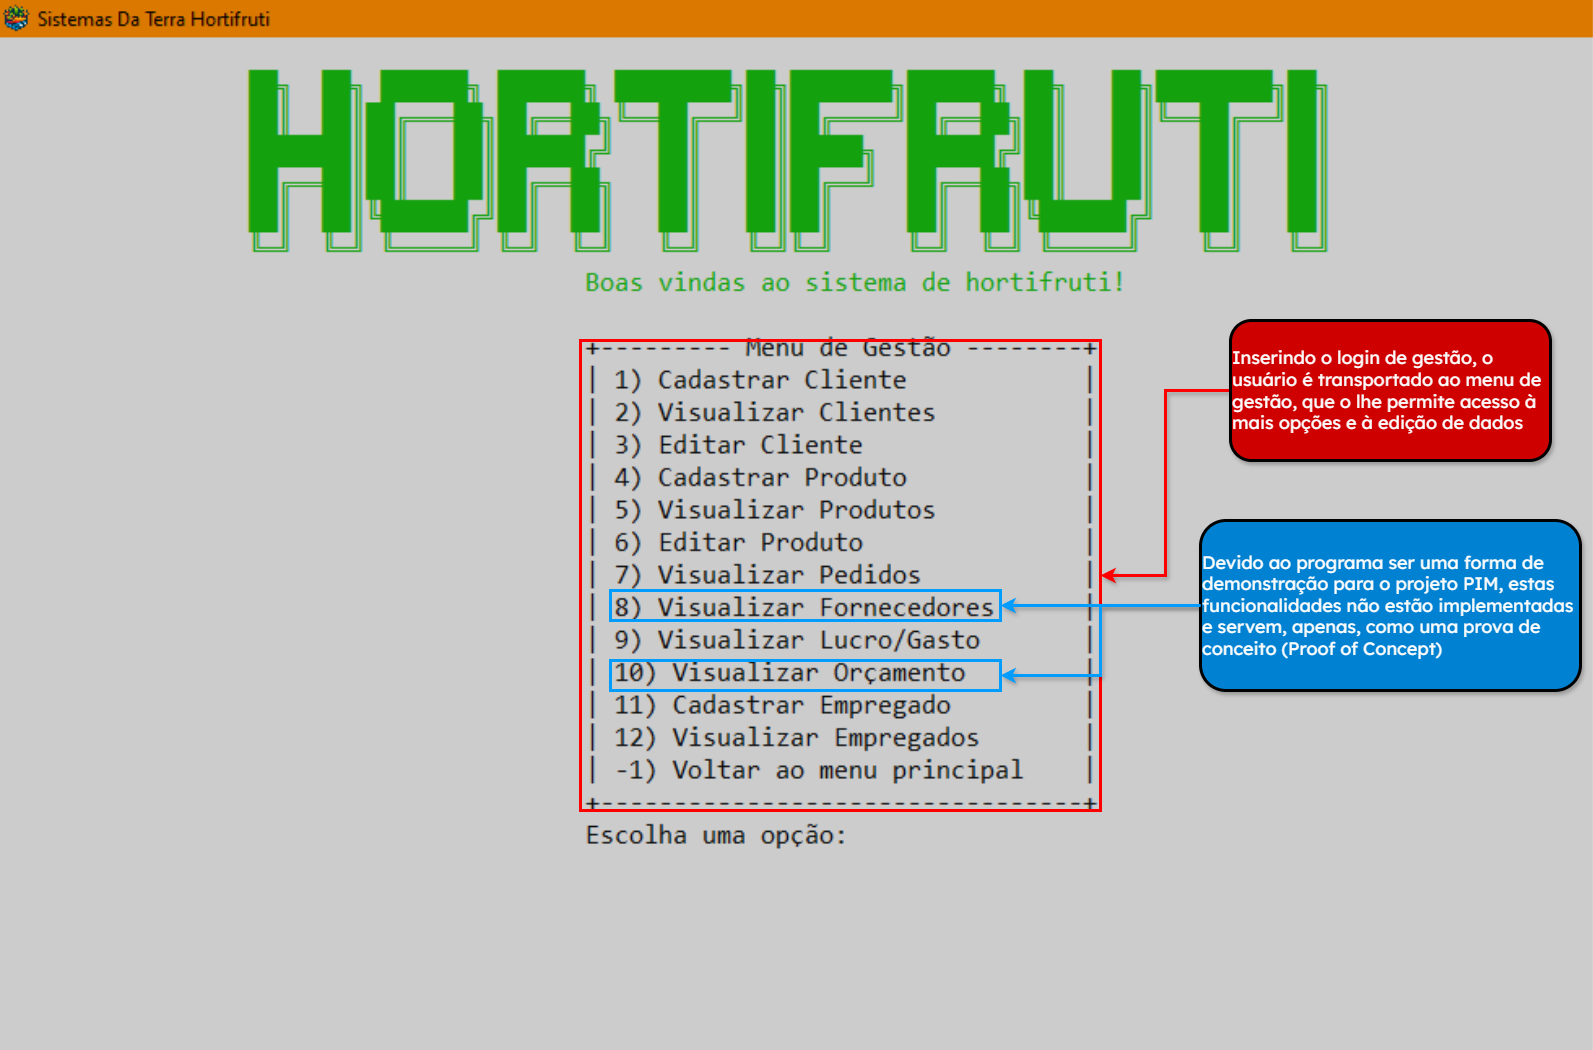 Sistemas Da Terra Hortifruti
HORTIFRUTI
Boas vindas ao sistema de hortifruti!
+--------- Menu de Gestão --------+
| 1) Cadastrar Cliente |
| 2) Visualizar Clientes |
| 3) Editar Cliente |
| 4) Cadastrar Produto |
| 5) Visualizar Produtos |
| 6) Editar Produto |
| 7) Visualizar Pedidos |
| 8) Visualizar Fornecedores |
| 9) Visualizar Lucro/Gasto |
| 10) Visualizar Orçamento |
| 11) Cadastrar Empregado |
| 12) Visualizar Empregados |
| -1) Voltar ao menu principal |
+---------------------------------+
Escolha uma opção:
Inserindo o login de gestão, o
usuário é transportado ao menu de
gestão, que o lhe permite acesso à
mais opções e à edição de dados
Devido ao programa ser uma forma de
demonstração para o projeto PIM, estas
funcionalidades não estão implementadas
e servem, apenas, como uma prova de
conceito (Proof of Concept)